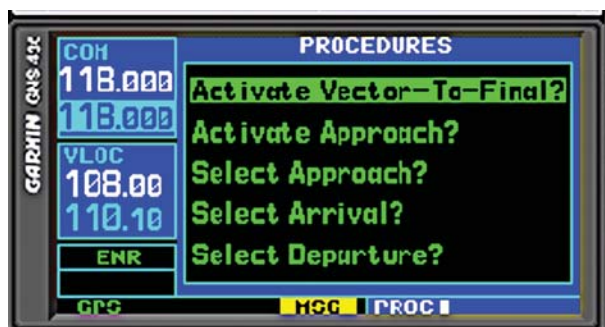 GARMIN GNS 430
COM
118.000
118.000
VLOC
108.00
110.10
ENR
GPS
PROCEDURES
Activate Vector-To-Final?
Activate Approach?
Select Approach?
Select Arrival?
Select Departure?
MSG PROC